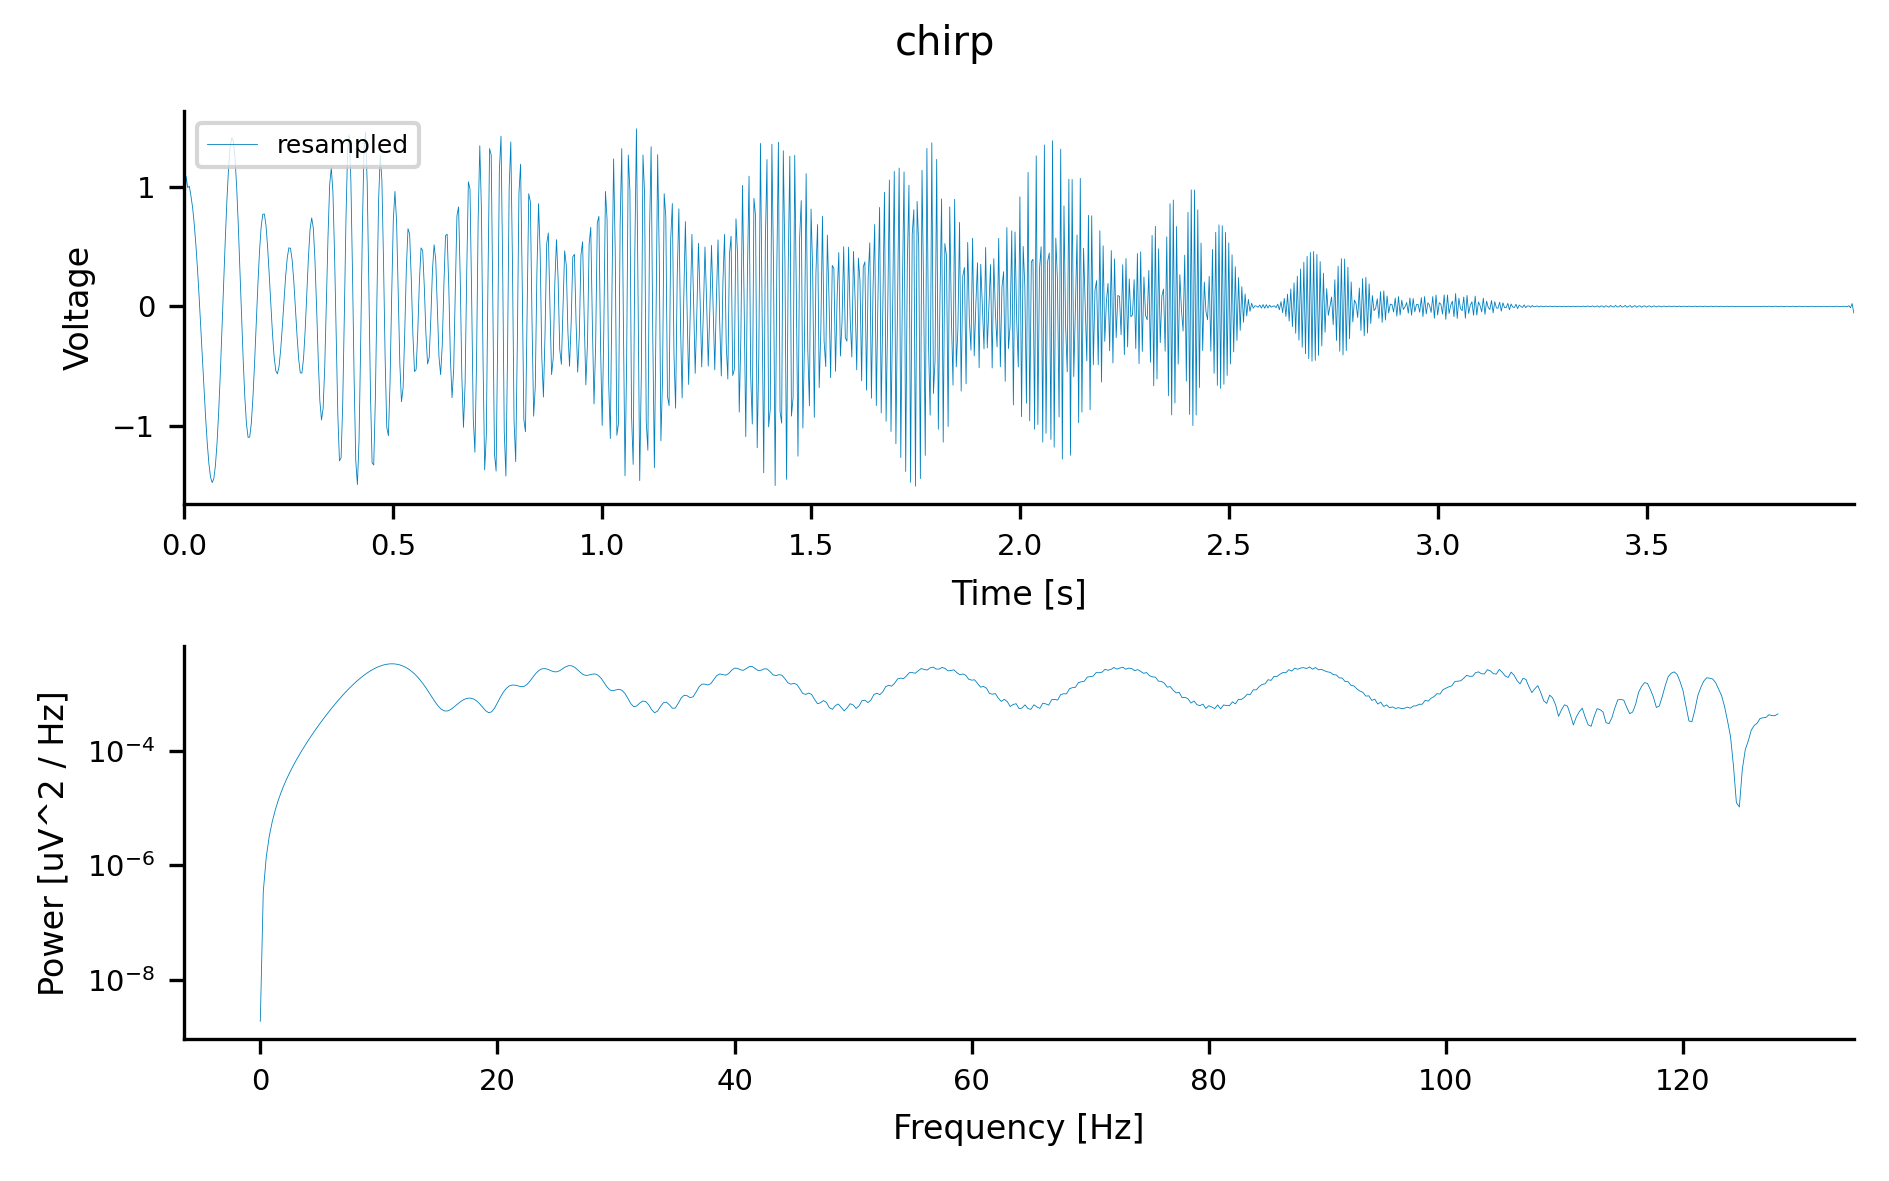 chirp
resampled
Voltage
1
0
−1
0.0 0.5 1.0 1.5 2.0 2.5 3.0 3.5
Time [s]
Power [uV^2 / Hz]
10⁻⁴
10⁻⁶
10⁻⁸
0 20 40 60 80 100 120
Frequency [Hz]